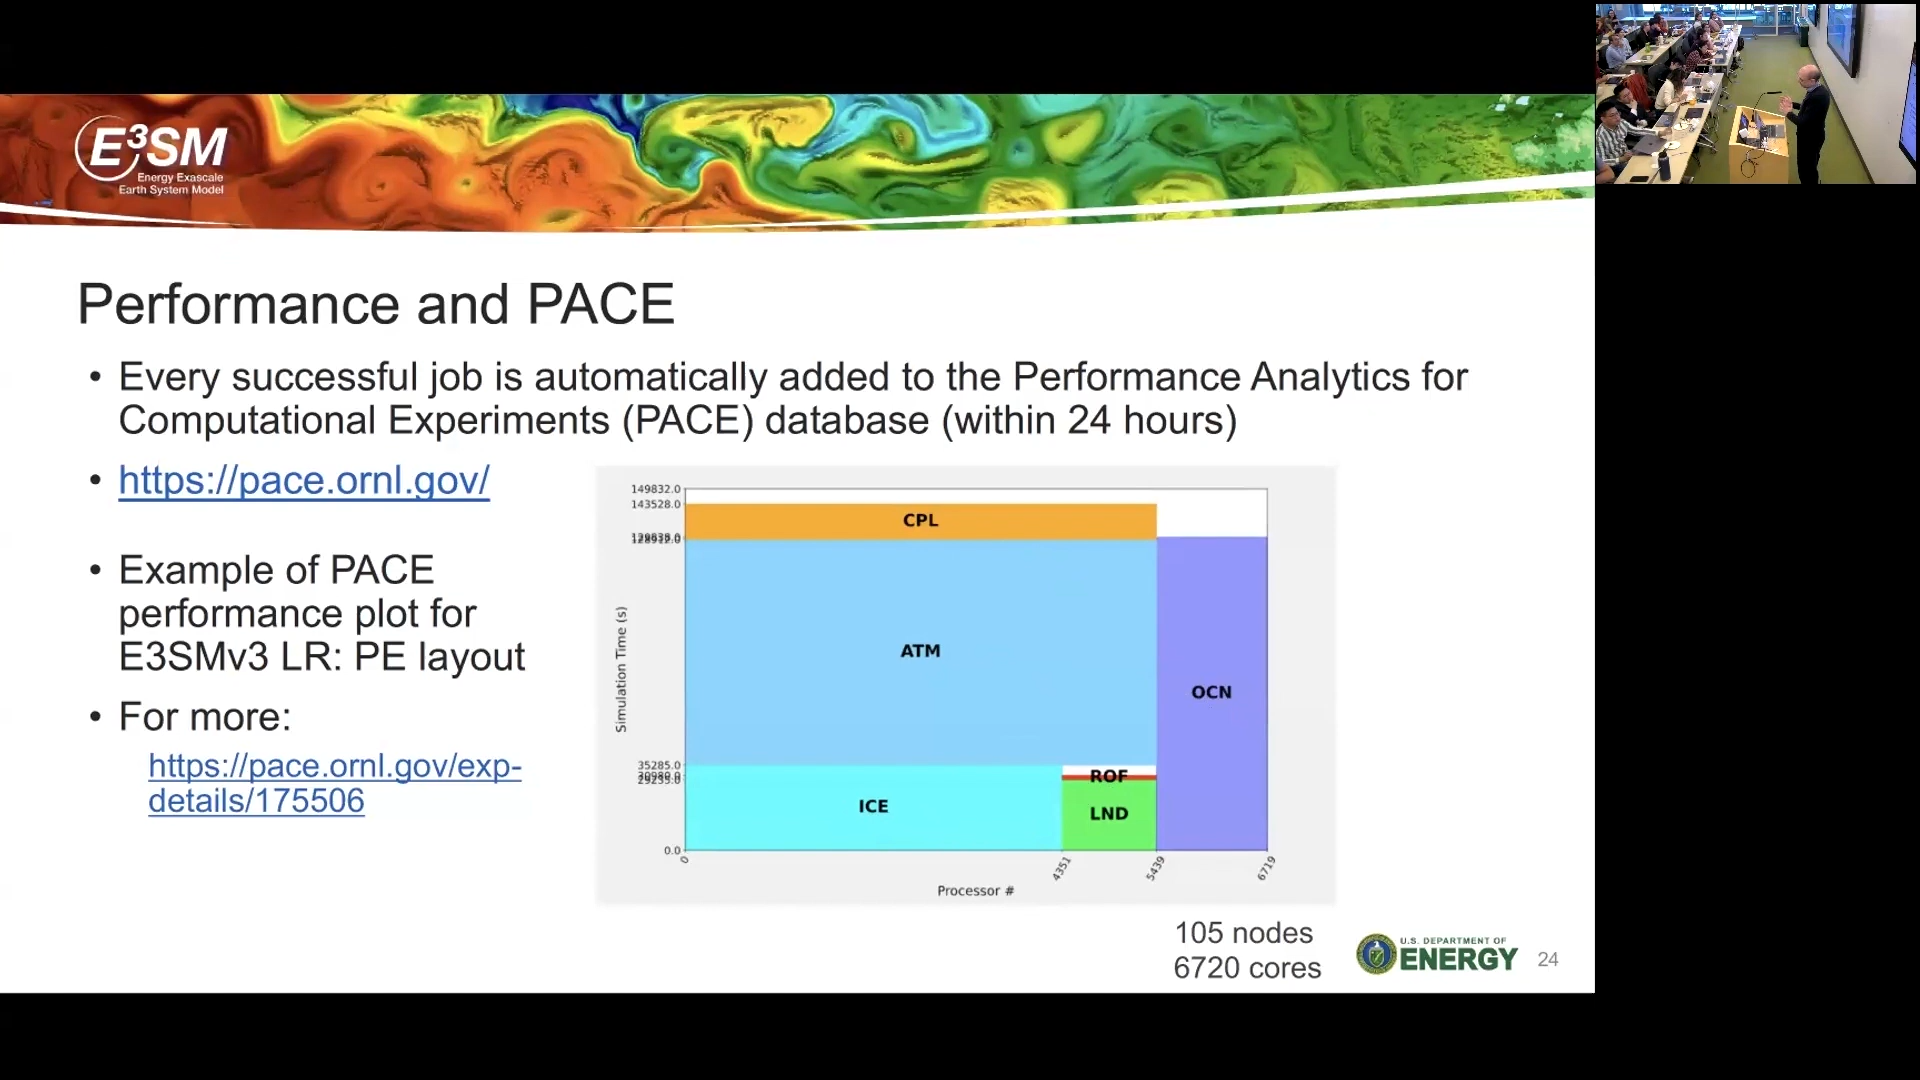 E3SM
Energy Exascale
Earth System Model
Performance and PACE
• Every successful job is automatically added to the Performance Analytics for
Computational Experiments (PACE) database (within 24 hours)
• https://pace.ornl.gov/
• Example of PACE
performance plot for
E3SMv3 LR: PE layout
• For more:
https://pace.ornl.gov/exp-
details/175506
149832.0
143528.0
35285.0
0.0
Simulation Time (s)
CPL
ATM
OCN
ROF
ICE
LND
0
4351
5439
6719
Processor #
105 nodes
6720 cores
U.S. DEPARTMENT OF
ENERGY
24